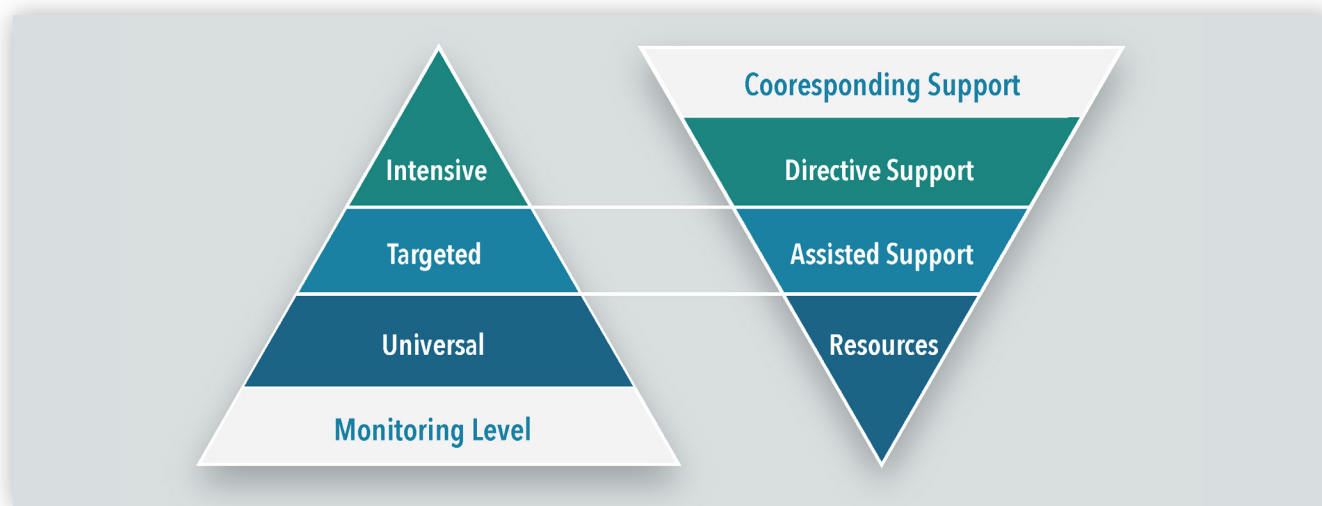 Intensive
Targeted
Universal
Monitoring Level
Cooresponding Support
Directive Support
Assisted Support
Resources